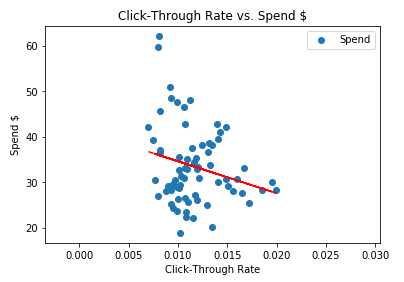 Click-Through Rate vs. Spend $
Spend
60
50
40
30
20
Spend $
0.000 0.005 0.010 0.015 0.020 0.025 0.030
Click-Through Rate